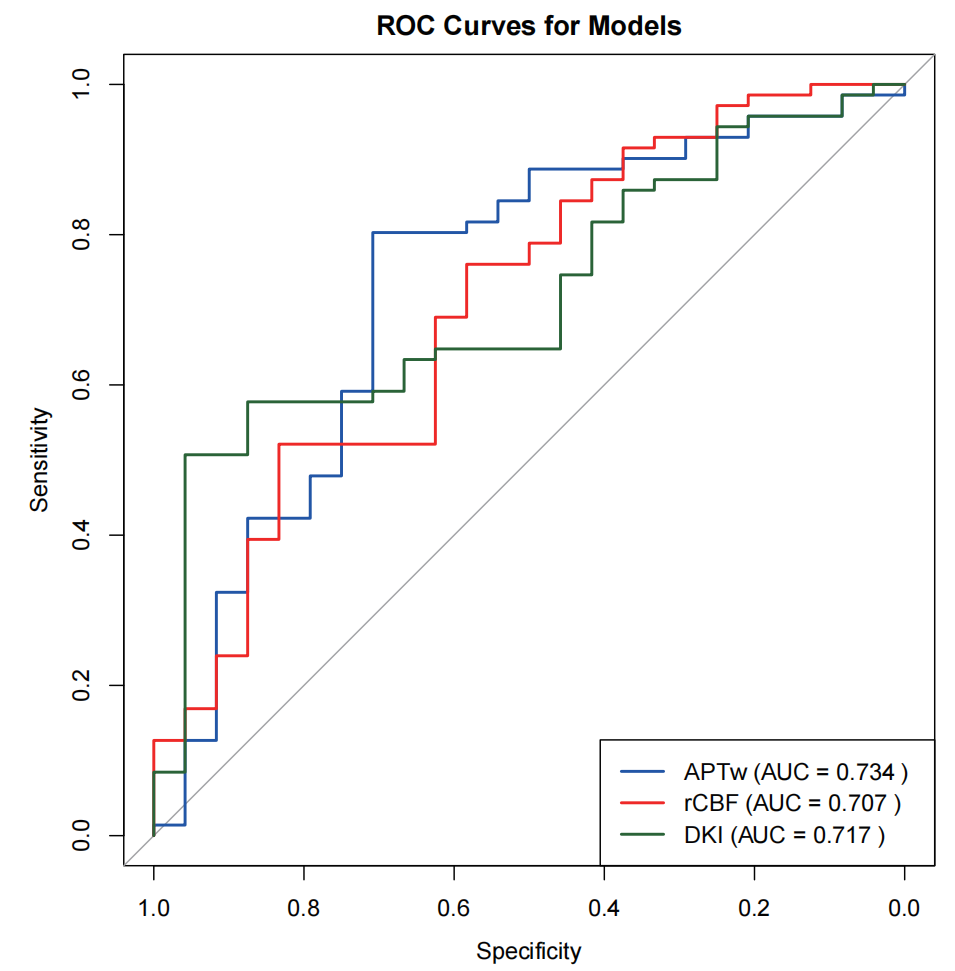 ROC Curves for Models
1.0
0.8
0.6
0.4
0.2
0.0
Sensitivity
APTw (AUC = 0.734 )
rCBF (AUC = 0.707 )
DKI (AUC = 0.717 )
1.0 0.8 0.6 0.4 0.2 0.0
Specificity